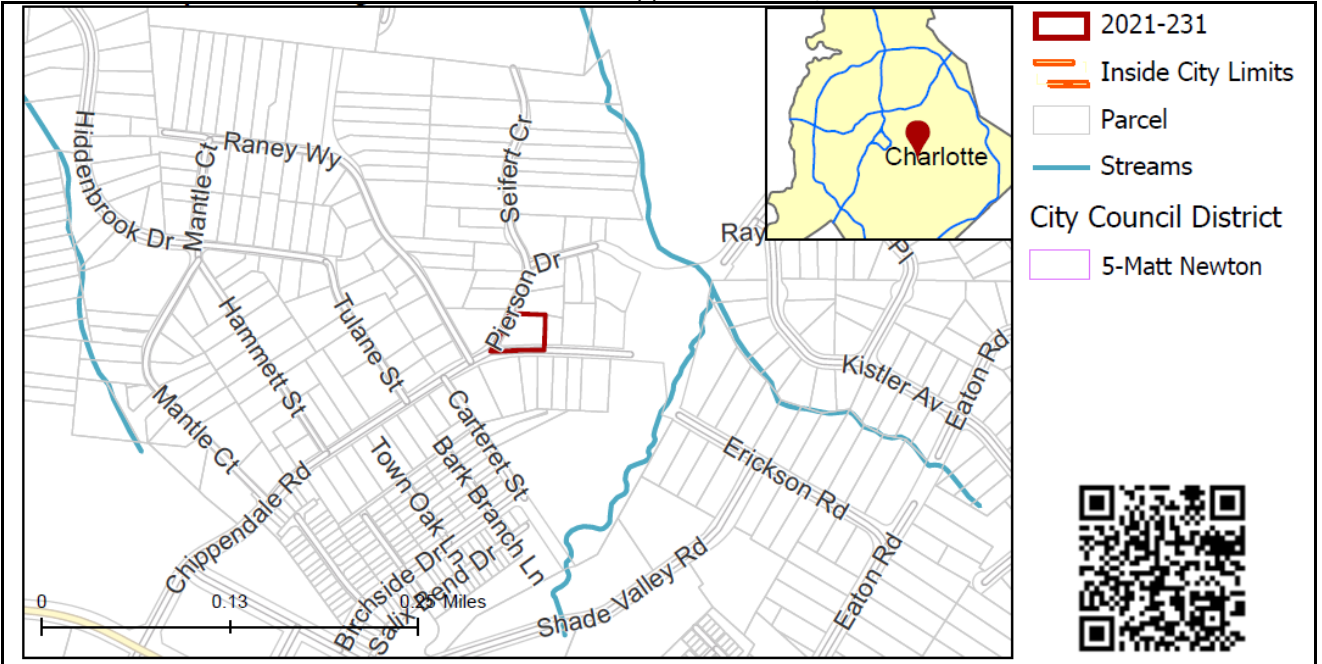 2021-231
Inside City Limits
Parcel
Streams
City Council District
5-Matt Newton
Charlotte
Hiddenbrook Dr
Mantle Ct
Raney Wy
Seifert Cr
Pierson Dr
Ray
Pl
Hammett St
Tulane St
Kistler Av
Eaton Rd
Mantle Ct
Carteret St
Bark Branch Ln
Town Oak Ln
Erickson Rd
Chippendale Rd
Birchside Dr
Eaton Rd
Shade Valley Rd
0
0.13
0.25 Miles